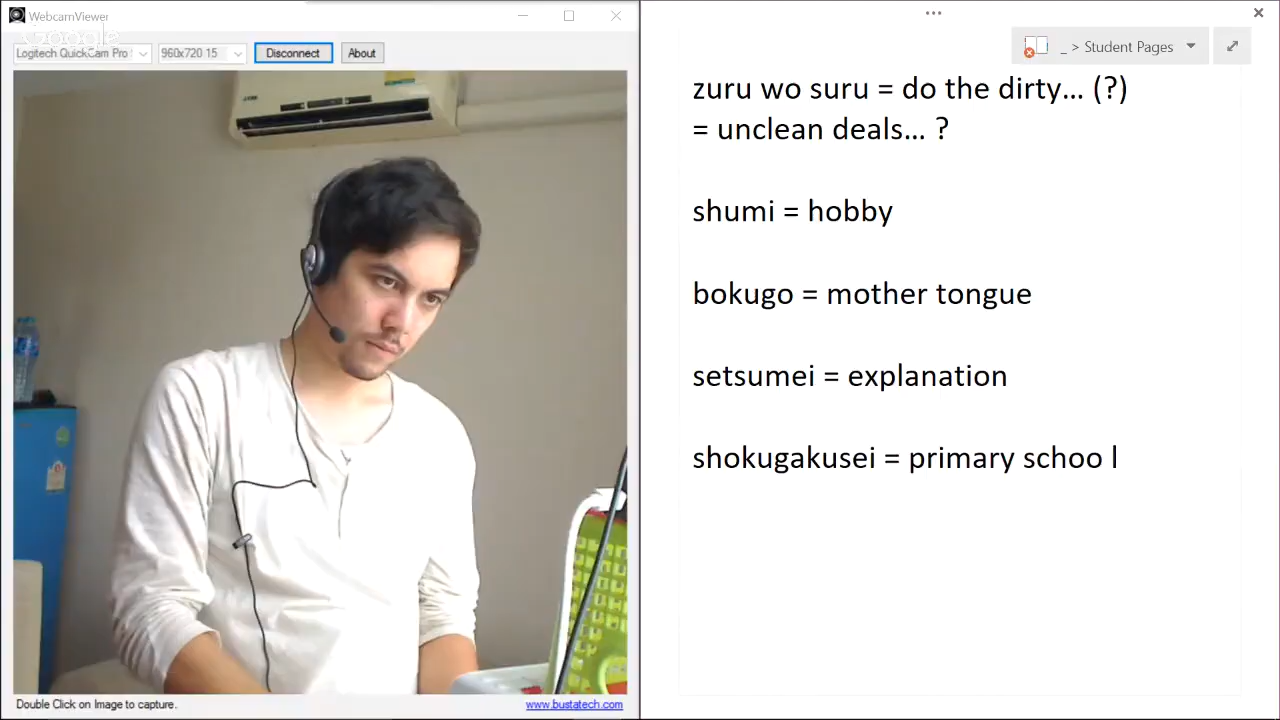 WebcamViewer
Google
Logitech QuickCam Pro
960x720 15
Disconnect
About
Double Click on Image to capture.
www.bustatech.com
_ > Student Pages
zuru wo suru = do the dirty... (?)
= unclean deals... ?
shumi = hobby
bokugo = mother tongue
setsumei = explanation
shokugakusei = primary schoo l